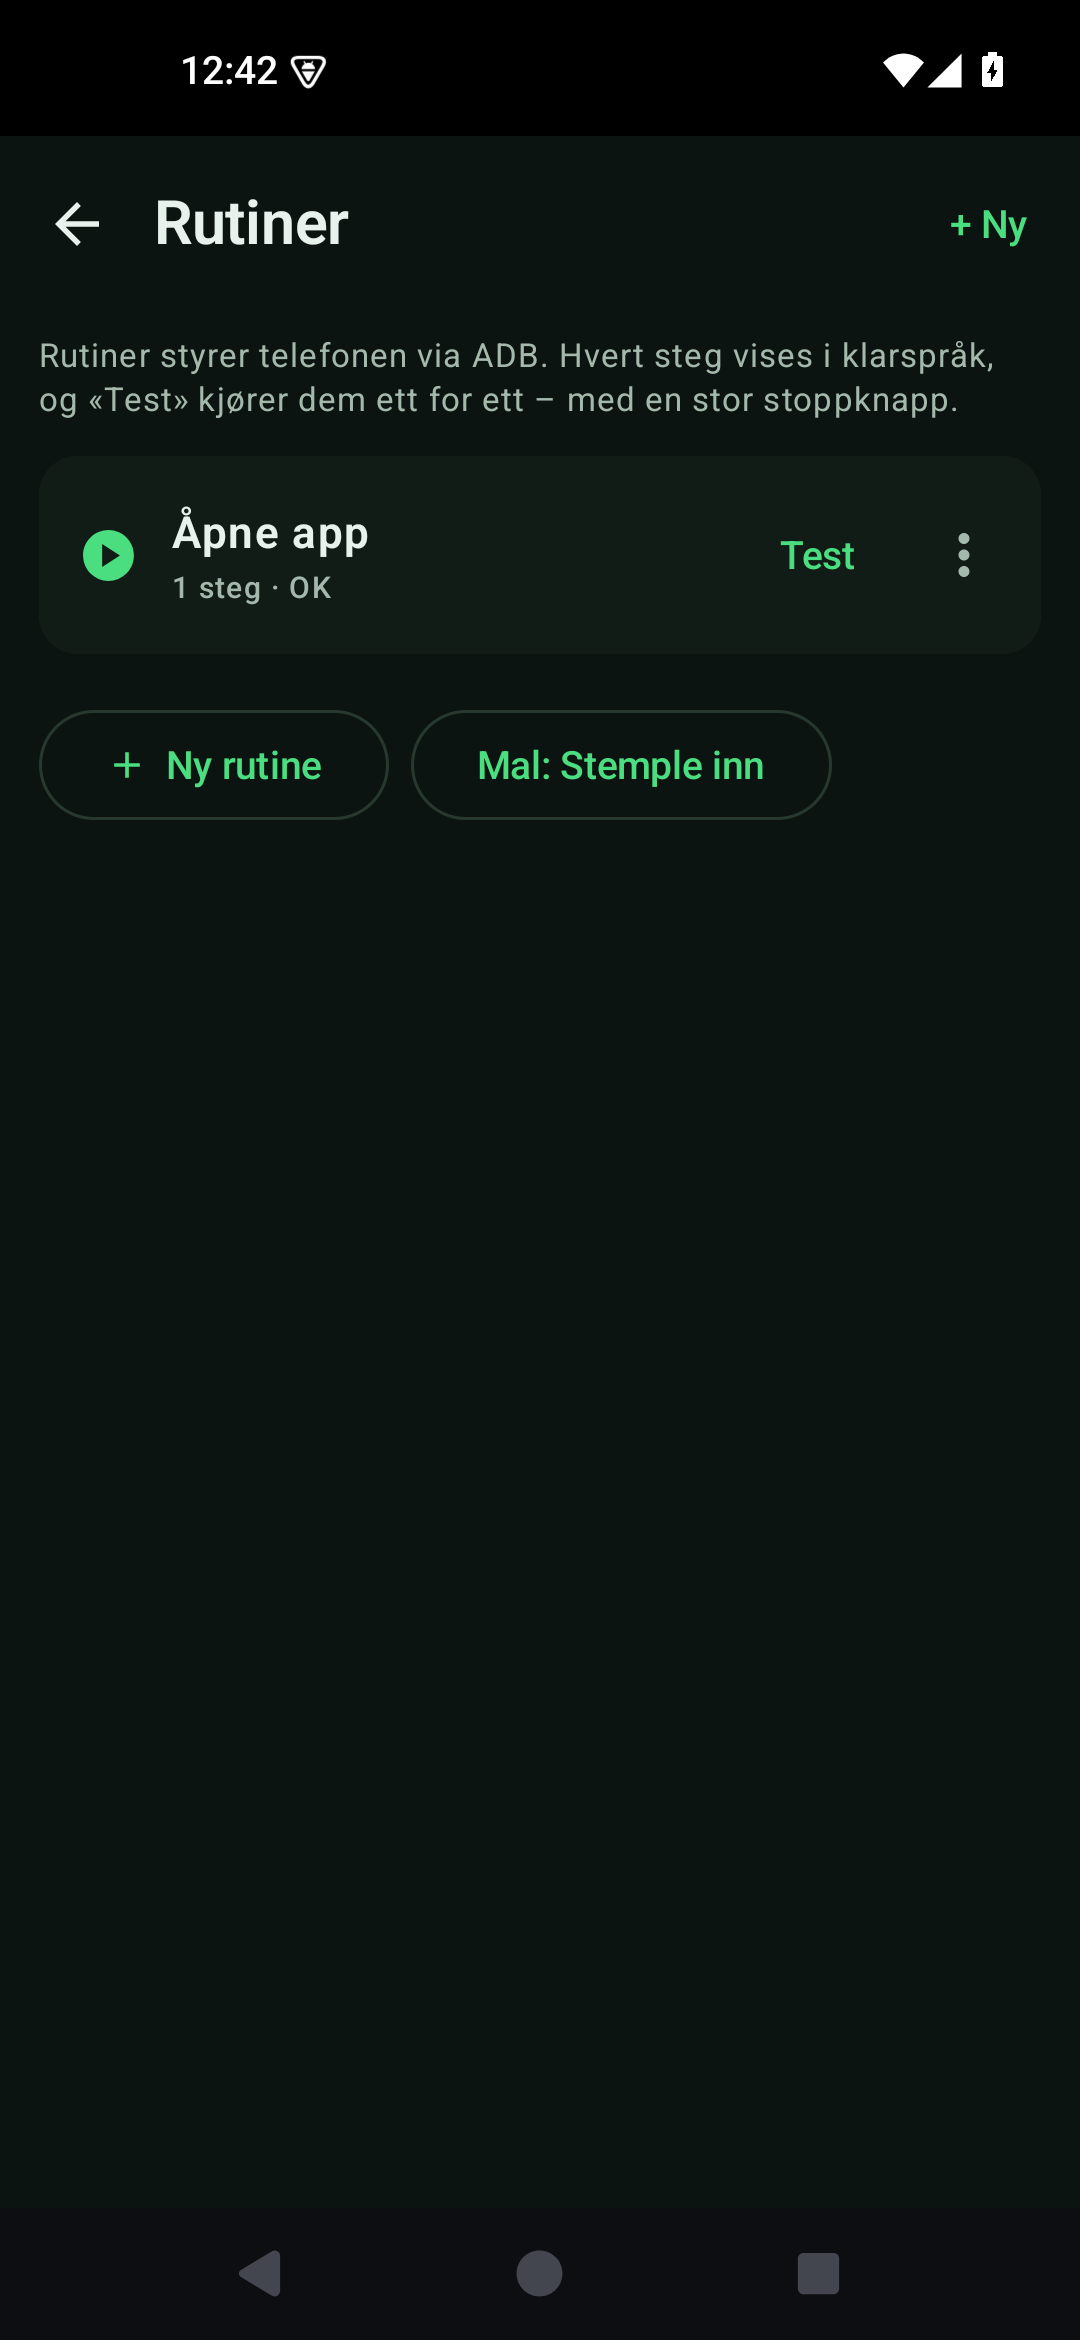 12:42
Rutiner
+ Ny
Rutiner styrer telefonen via ADB. Hvert steg vises i klarspråk,
og «Test» kjører dem ett for ett – med en stor stoppknapp.
Åpne app
1 steg · OK
Test
+ Ny rutine
Mal: Stemple inn